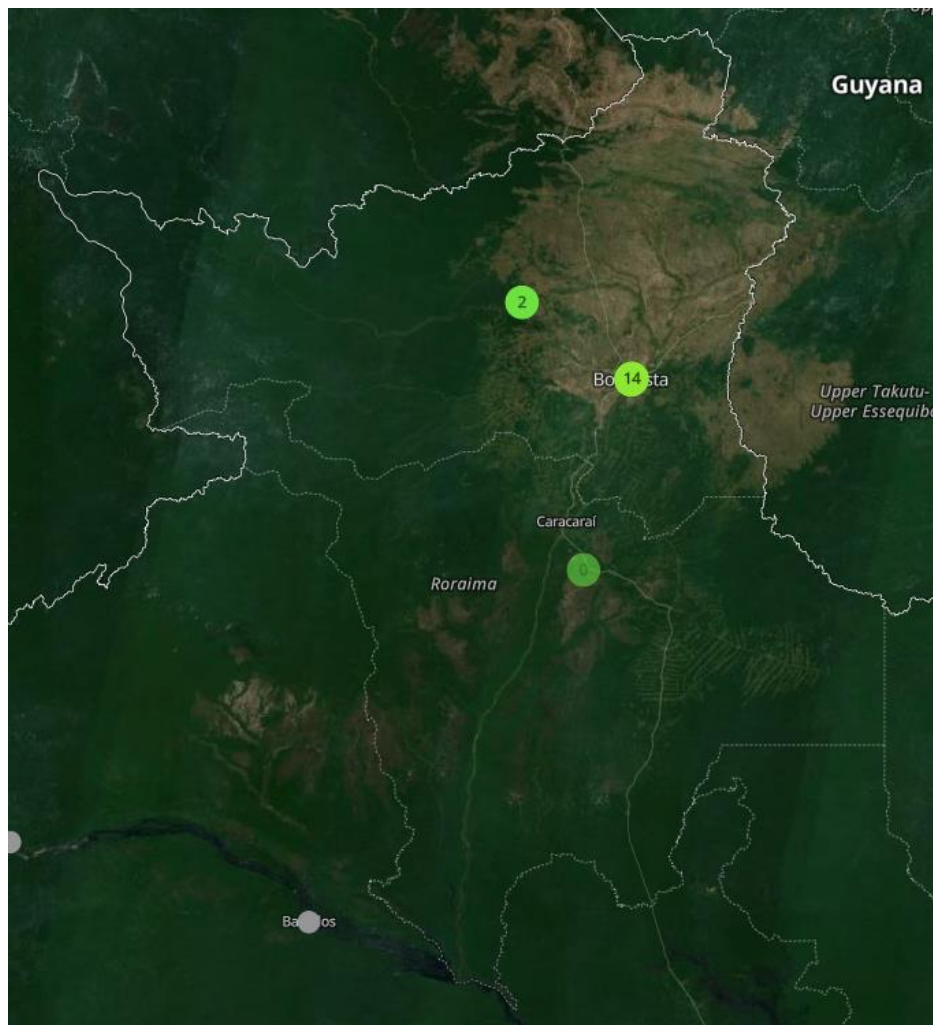 Guyana
2
14
Upper Takutu-
Upper Essequibo
Caracaraí
0
Roraima